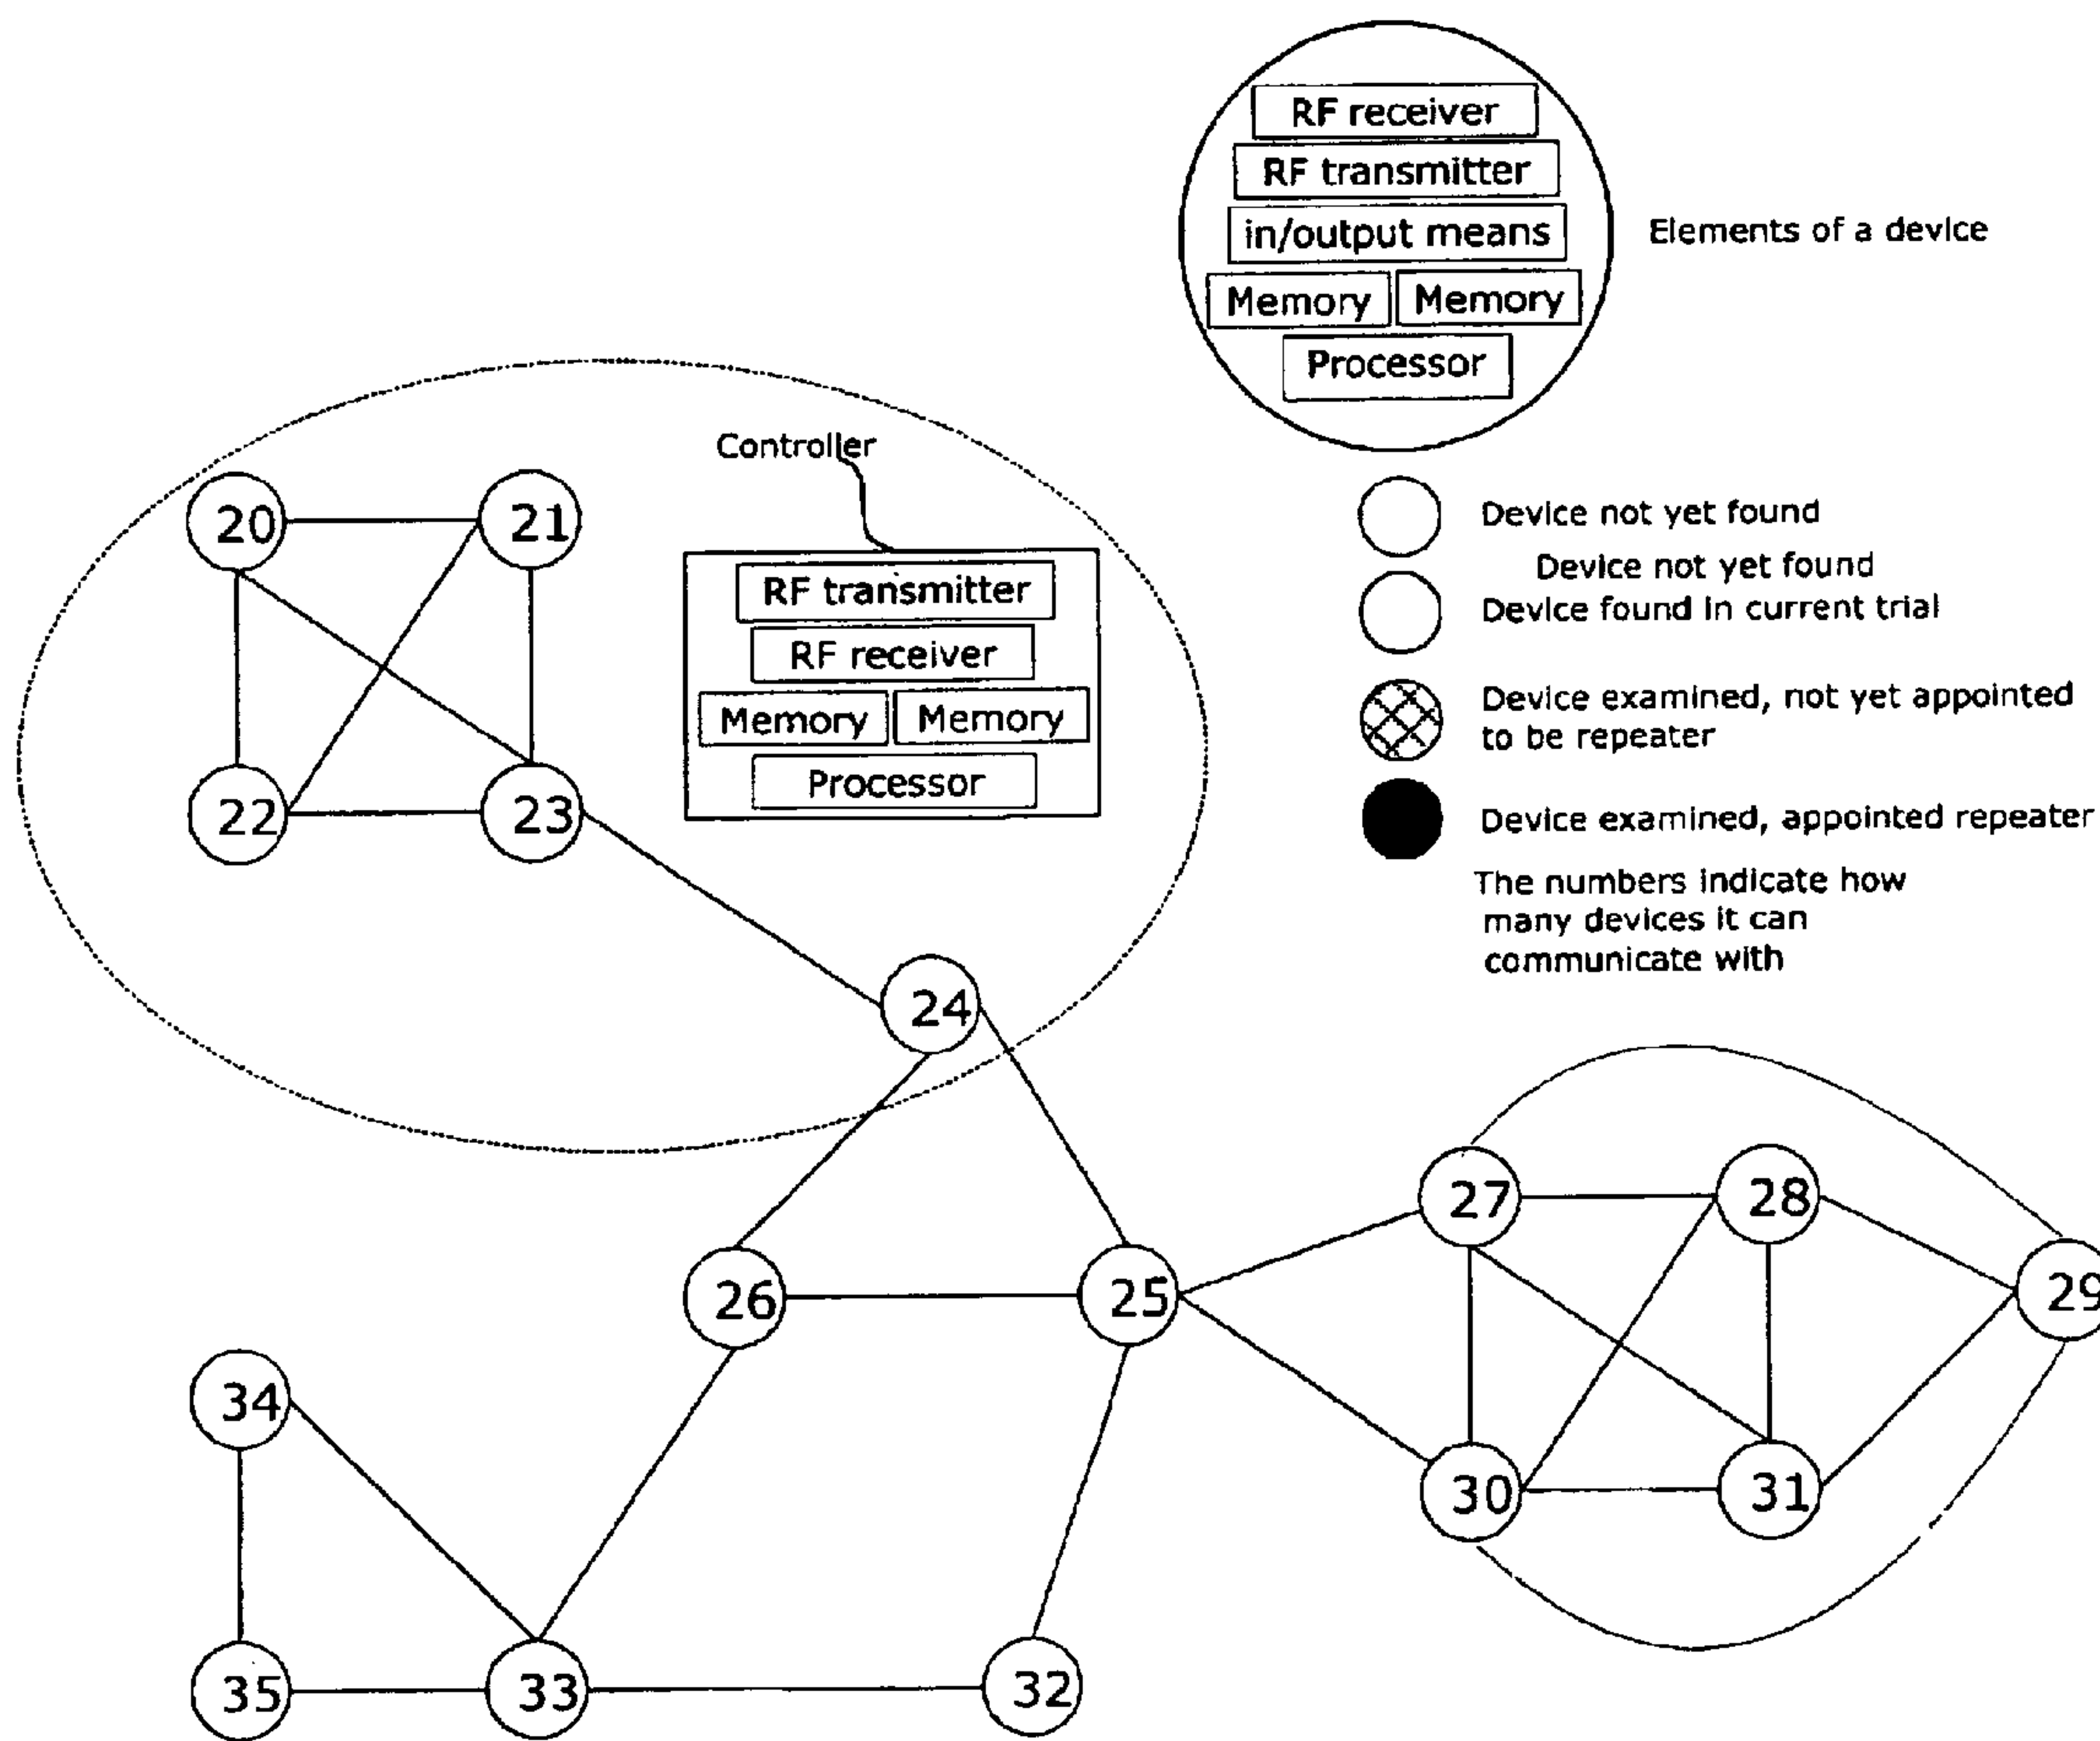 RF receiver
RF transmitter
in/output means
Memory Memory
Processor
Elements of a device
Controller
RF transmitter
RF receiver
Memory Memory
Processor
Device not yet found
Device not yet found
Device found in current trial
Device examined, not yet appointed
to be repeater
Device examined, appointed repeater
The numbers indicate how
many devices it can
communicate with
20
21
22
23
24
26
25
27
28
29
30
31
34
35
33
32